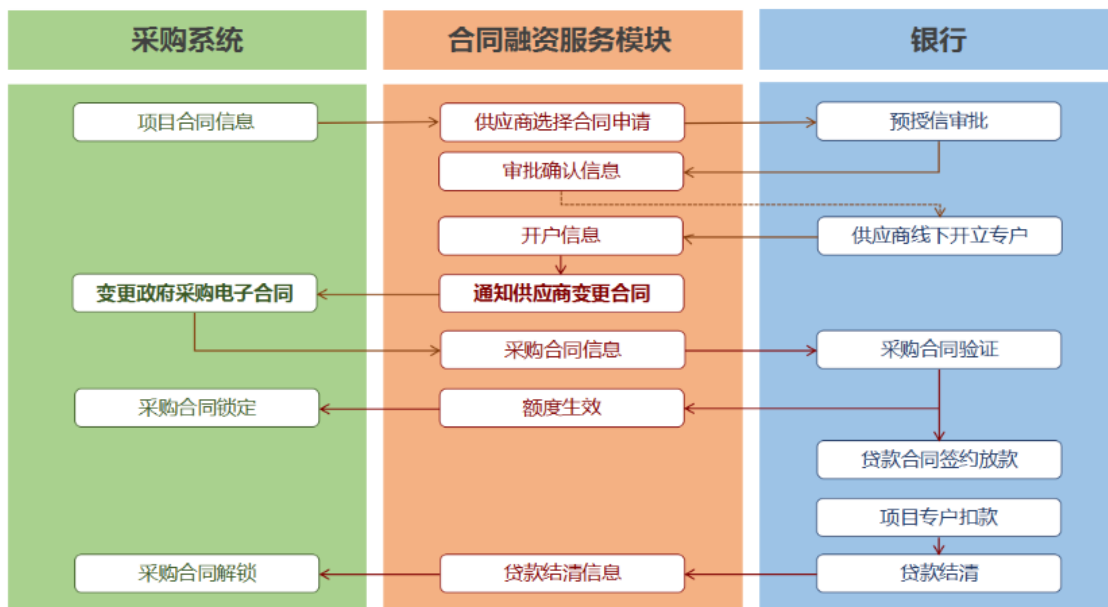 采购系统
合同融资服务模块
银行
项目合同信息
供应商选择合同申请
预授信审批
审批确认信息
开户信息
供应商线下开立专户
变更政府采购电子合同
通知供应商变更合同
采购合同信息
采购合同验证
采购合同锁定
额度生效
贷款合同签约放款
项目专户扣款
采购合同解锁
贷款结清信息
贷款结清